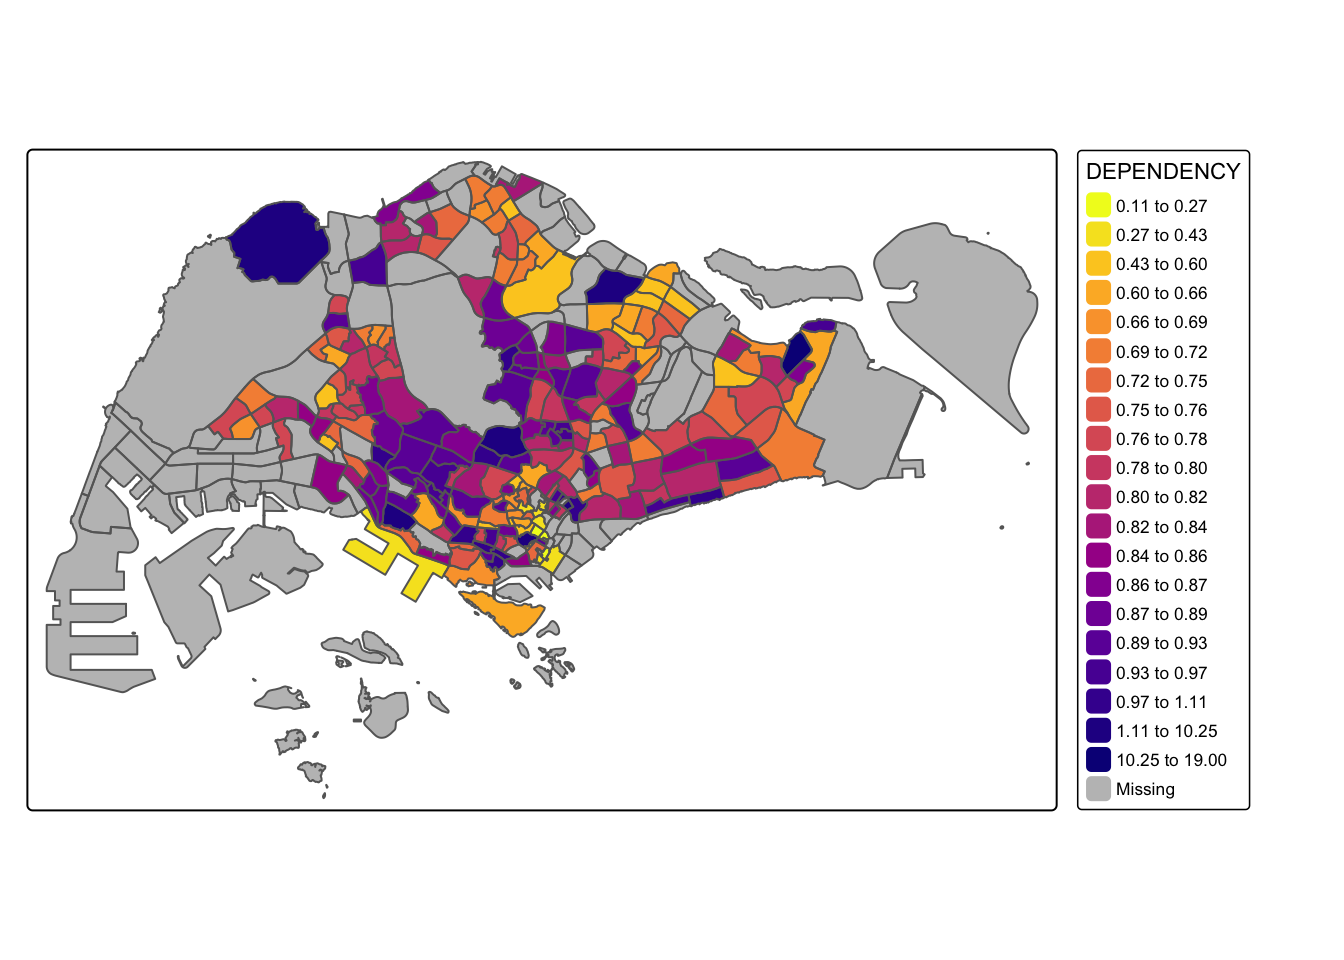 DEPENDENCY
0.11 to 0.27
0.27 to 0.43
0.43 to 0.60
0.60 to 0.66
0.66 to 0.69
0.69 to 0.72
0.72 to 0.75
0.75 to 0.76
0.76 to 0.78
0.78 to 0.80
0.80 to 0.82
0.82 to 0.84
0.84 to 0.86
0.86 to 0.87
0.87 to 0.89
0.89 to 0.93
0.93 to 0.97
0.97 to 1.11
1.11 to 10.25
10.25 to 19.00
Missing